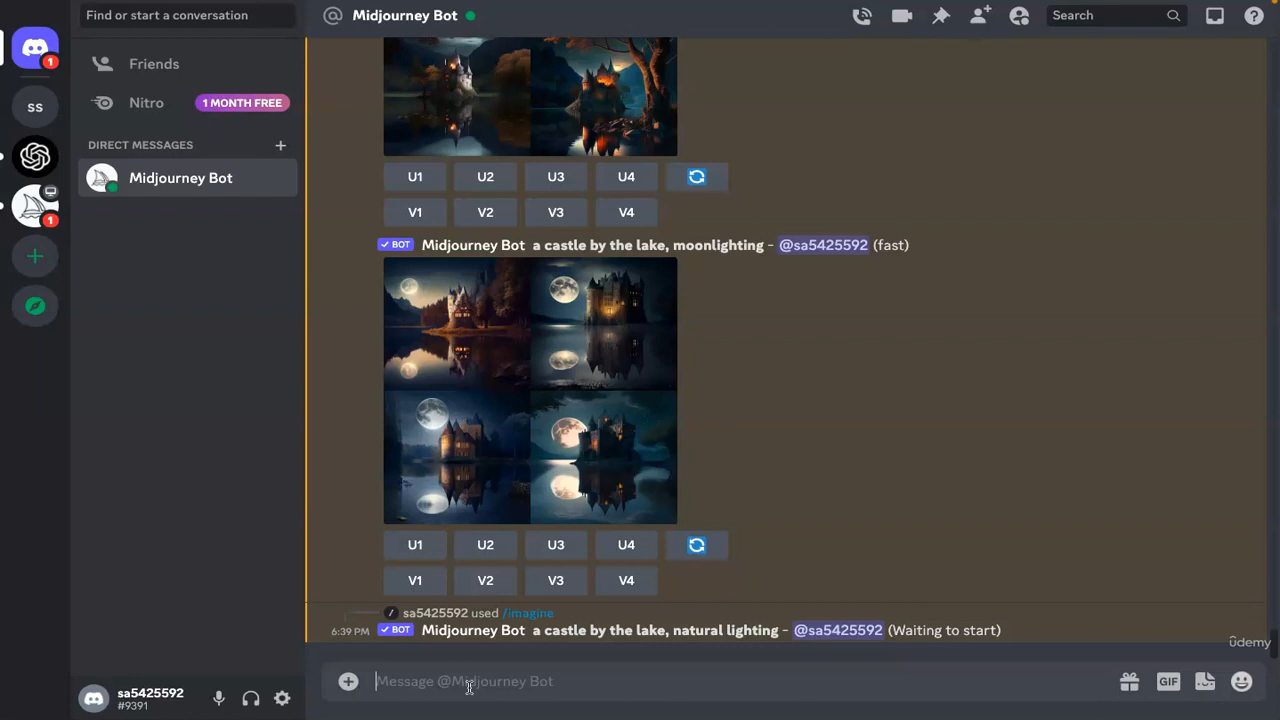 Find or start a conversation
Midjourney Bot
Search
1
Friends
Nitro
1 MONTH FREE
SS
DIRECT MESSAGES
Midjourney Bot
1
U1
U2
U3
U4
V1
V2
V3
V4
BOT Midjourney Bot a castle by the lake, moonlighting - @sa5425592 (fast)
U1
U2
U3
U4
V1
V2
V3
V4
sa5425592 used /imagine
6:39 PM BOT Midjourney Bot a castle by the lake, natural lighting - @sa5425592 (Waiting to start)
ûdemy
Message @Midjourney Bot
GIF
sa5425592
#9391